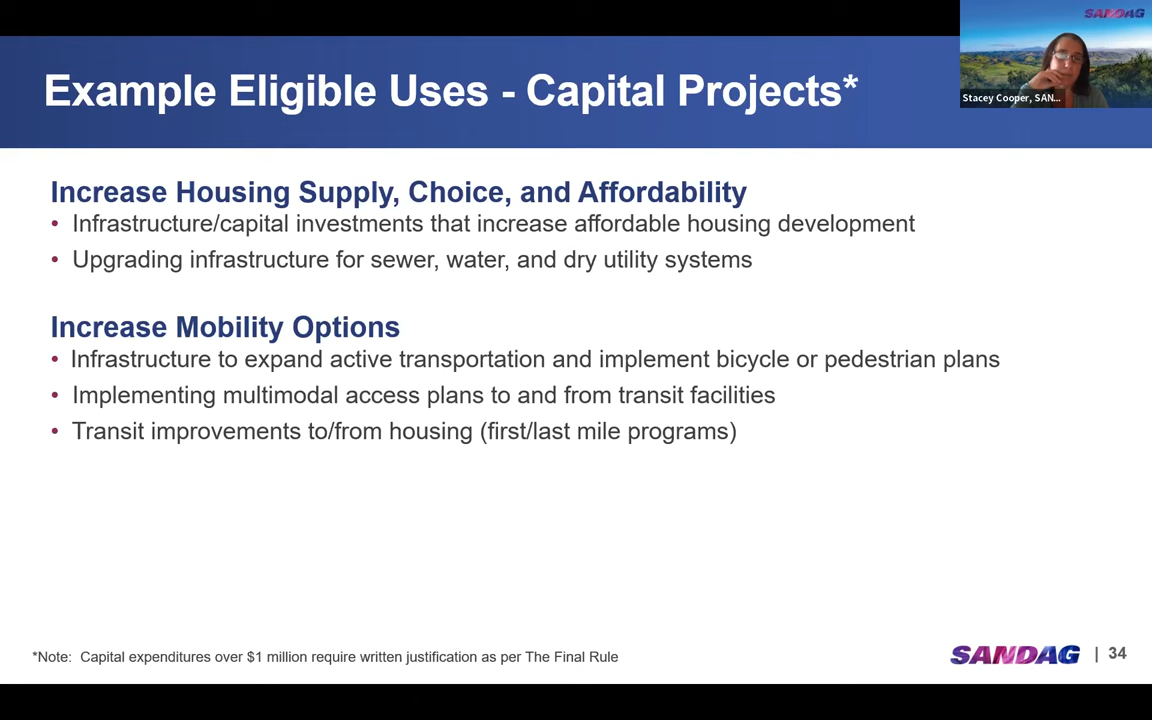 SANDAG
Example Eligible Uses - Capital Projects*
Stacey Cooper, SAN...
Increase Housing Supply, Choice, and Affordability
• Infrastructure/capital investments that increase affordable housing development
• Upgrading infrastructure for sewer, water, and dry utility systems
Increase Mobility Options
• Infrastructure to expand active transportation and implement bicycle or pedestrian plans
• Implementing multimodal access plans to and from transit facilities
• Transit improvements to/from housing (first/last mile programs)
*Note: Capital expenditures over $1 million require written justification as per The Final Rule
SANDAG | 34